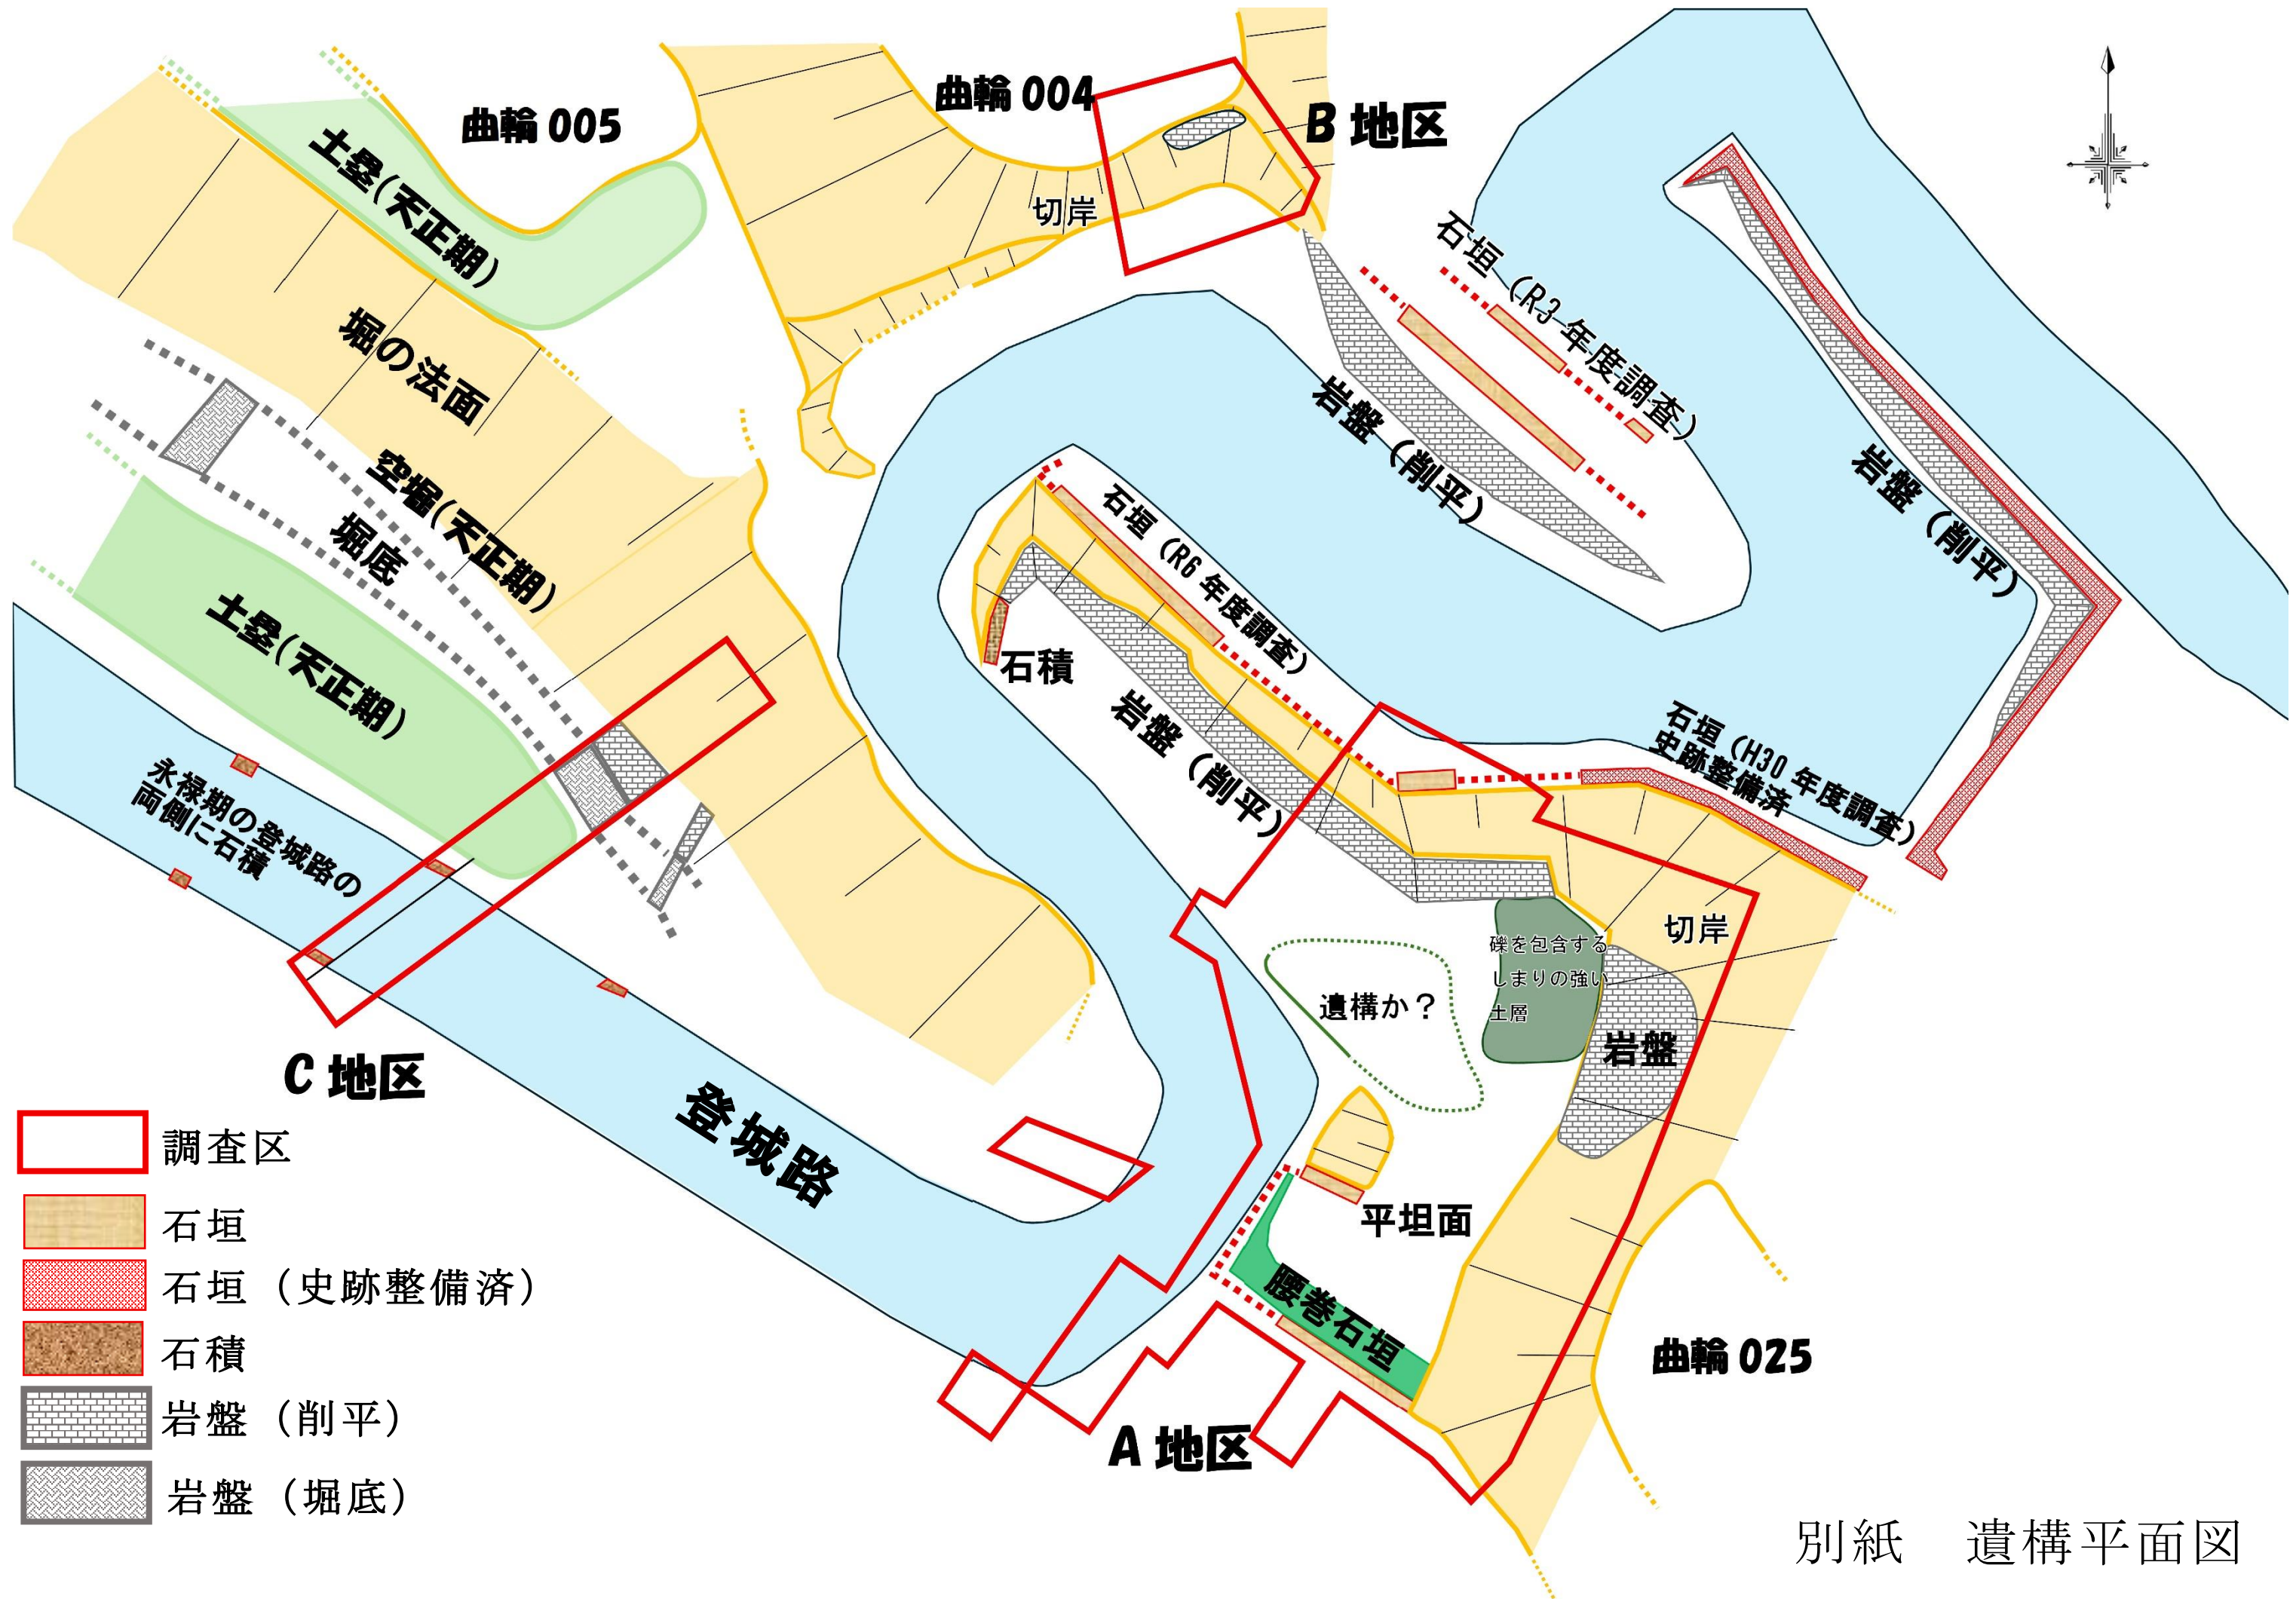 曲輪 005
曲輪 004
B 地区
土塁(天正期)
切岸
石垣（R3 年度調査）
堀の法面
岩盤（削平）
岩盤（削平）
空堀(天正期)
堀底
石垣（R6 年度調査）
土塁(天正期)
石積
岩盤（削平）
石垣（H30 年度調査）
史跡整備済
永禄期の登城路の
両側に石積
切岸
礫を包含する
しまりの強い
土層
遺構か？
岩盤
C 地区
登城路
平坦面
腰巻石垣
曲輪 025
A 地区
調査区
石垣
石垣（史跡整備済）
石積
岩盤（削平）
岩盤（堀底）
別紙　遺構平面図